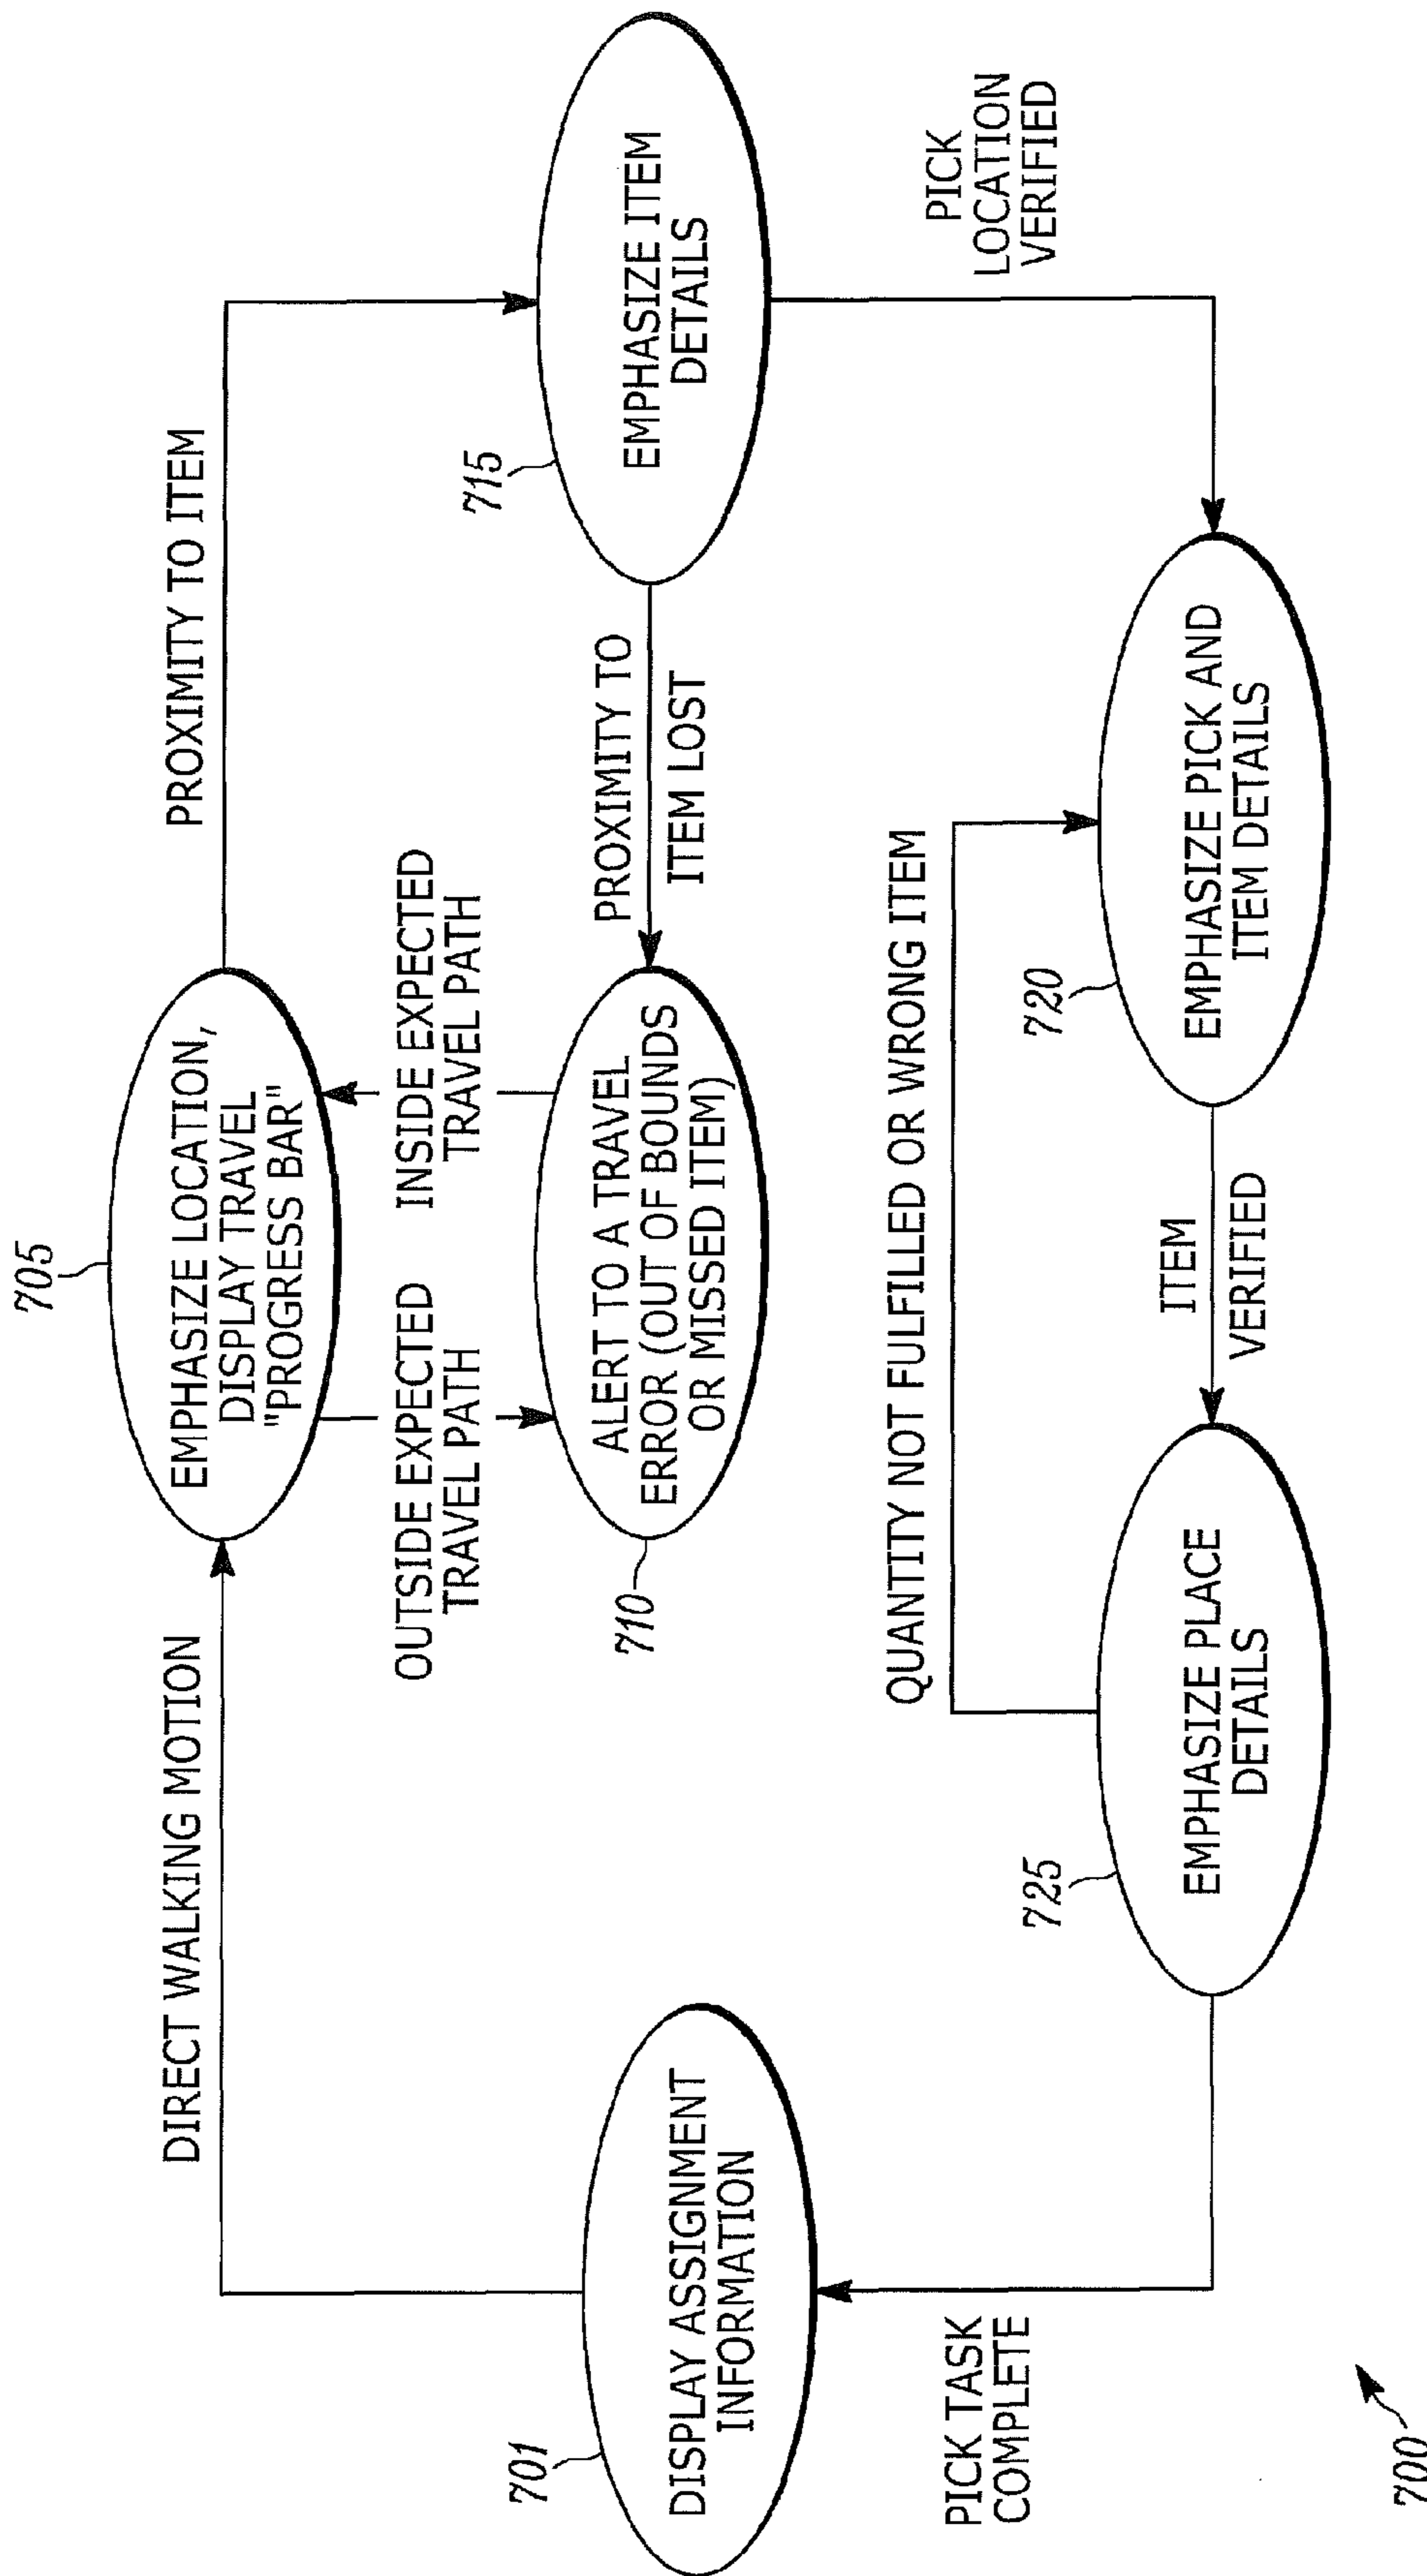 705
EMPHASIZE LOCATION,
DISPLAY TRAVEL
"PROGRESS BAR"
DIRECT WALKING MOTION
PROXIMITY TO ITEM
OUTSIDE EXPECTED
TRAVEL PATH
INSIDE EXPECTED
TRAVEL PATH
710
ALERT TO A TRAVEL
ERROR (OUT OF BOUNDS
OR MISSED ITEM)
PROXIMITY TO
ITEM LOST
715
EMPHASIZE ITEM
DETAILS
701
DISPLAY ASSIGNMENT
INFORMATION
PICK
LOCATION
VERIFIED
QUANTITY NOT FULFILLED OR WRONG ITEM
PICK TASK
COMPLETE
725
EMPHASIZE PLACE
DETAILS
ITEM
VERIFIED
720
EMPHASIZE PICK AND
ITEM DETAILS
700